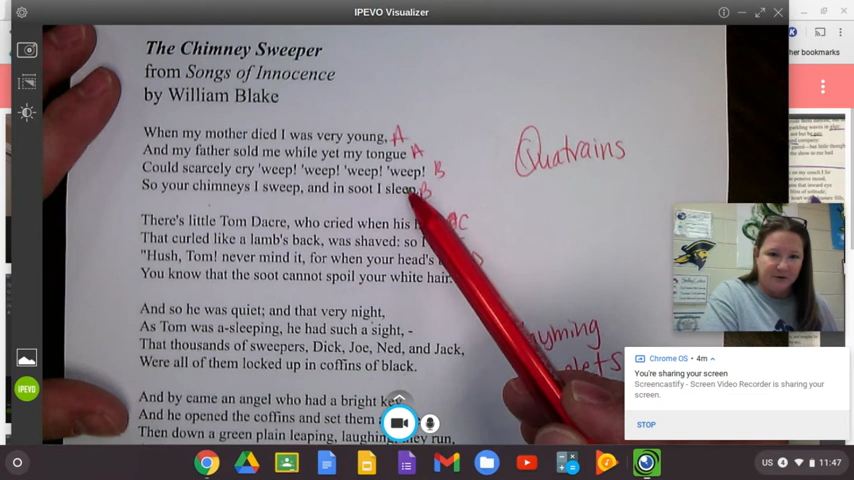 IPEVO Visualizer
The Chimney Sweeper
from Songs of Innocence
by William Blake
When my mother died I was very young, A
And my father sold me while yet my tongue A
Could scarcely cry 'weep! 'weep! 'weep! 'weep! B
So your chimneys I sweep, and in soot I sleep. B
Quatrains
There's little Tom Dacre, who cried when his C
That curled like a lamb's back, was shaved: so
"Hush, Tom! never mind it, for when your head's
You know that the soot cannot spoil your white hair.
And so he was quiet; and that very night,
As Tom was a-sleeping, he had such a sight, -
That thousands of sweepers, Dick, Joe, Ned, and Jack,
Were all of them locked up in coffins of black.
And by came an angel who had a bright key
And he opened the coffins and set them
Then down a green plain leaping, laughing, they run,
her bookmarks
Chrome OS • 4m
You're sharing your screen
Screencastify - Screen Video Recorder is sharing your
screen.
STOP
IPEVO
US 4 11:47